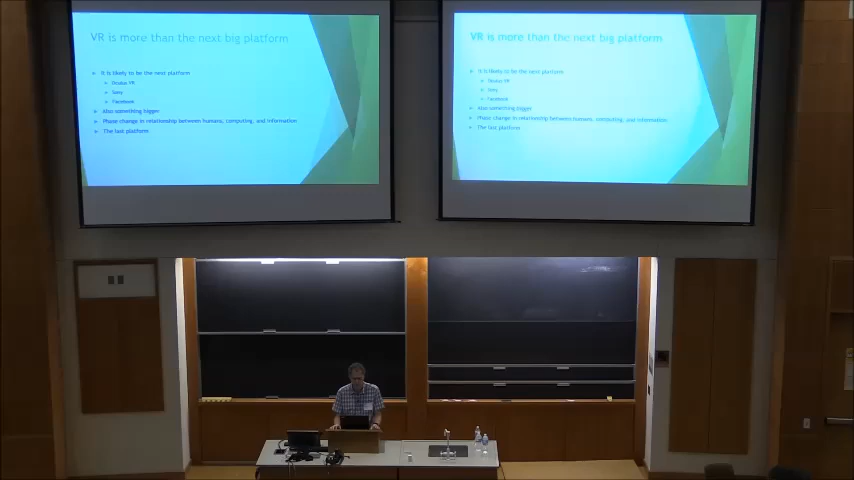 VR is more than the next big platform
It is likely to be the next platform
Oculus VR
Sony
Facebook
Also something bigger
Phase change in relationship between humans, computing, and information
The last platform
VR is more than the next big platform
It is likely to be the next platform
Oculus VR
Sony
Facebook
Also something bigger
Phase change in relationship between humans, computing, and information
The last platform